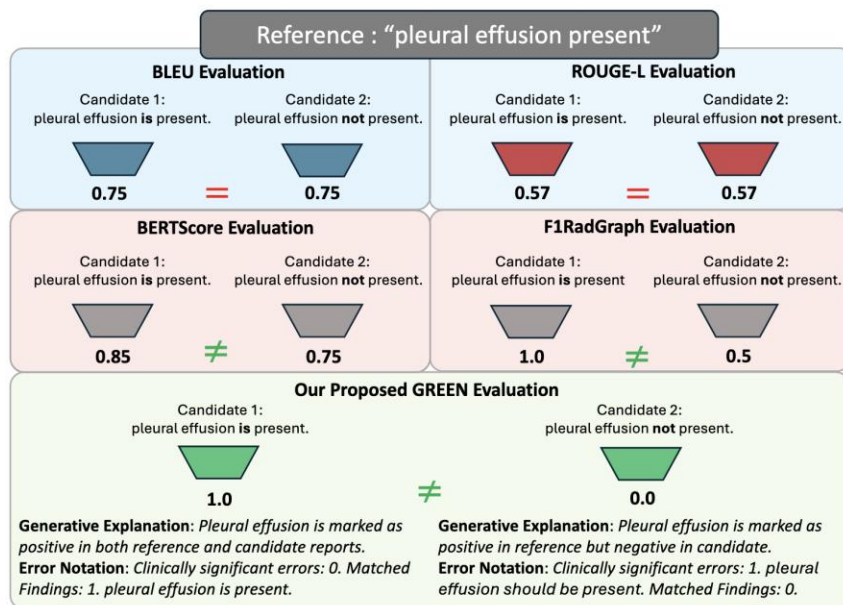 Reference : “pleural effusion present”
BLEU Evaluation
Candidate 1:
pleural effusion is present.
Candidate 2:
pleural effusion not present.
0.75
=
0.75
ROUGE-L Evaluation
Candidate 1:
pleural effusion is present.
Candidate 2:
pleural effusion not present.
0.57
=
0.57
BERTScore Evaluation
Candidate 1:
pleural effusion is present.
Candidate 2:
pleural effusion not present.
0.85
≠
0.75
F1RadGraph Evaluation
Candidate 1:
pleural effusion is present
Candidate 2:
pleural effusion not present.
1.0
≠
0.5
Our Proposed GREEN Evaluation
Candidate 1:
pleural effusion is present.
Candidate 2:
pleural effusion not present.
1.0
≠
0.0
Generative Explanation: Pleural effusion is marked as
positive in both reference and candidate reports.
Error Notation: Clinically significant errors: 0. Matched
Findings: 1. pleural effusion is present.
Generative Explanation: Pleural effusion is marked as
positive in reference but negative in candidate.
Error Notation: Clinically significant errors: 1. pleural
effusion should be present. Matched Findings: 0.